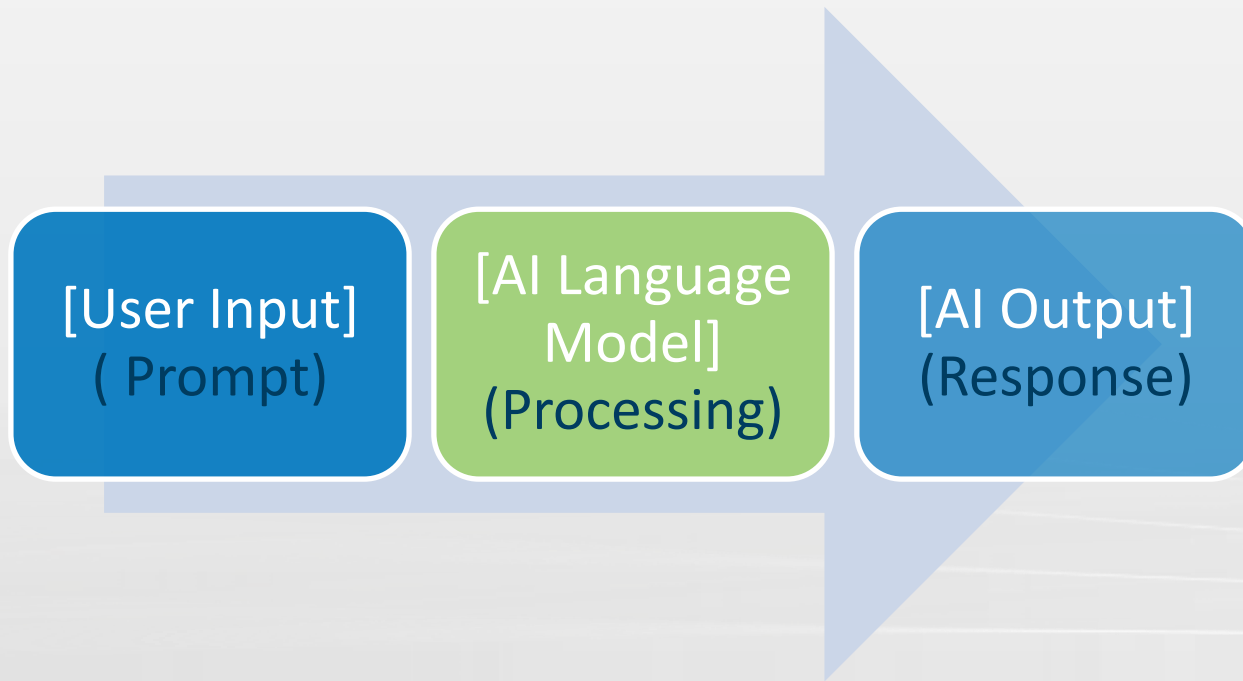 [User Input]
( Prompt)
[AI Language
Model]
(Processing)
[AI Output]
(Response)